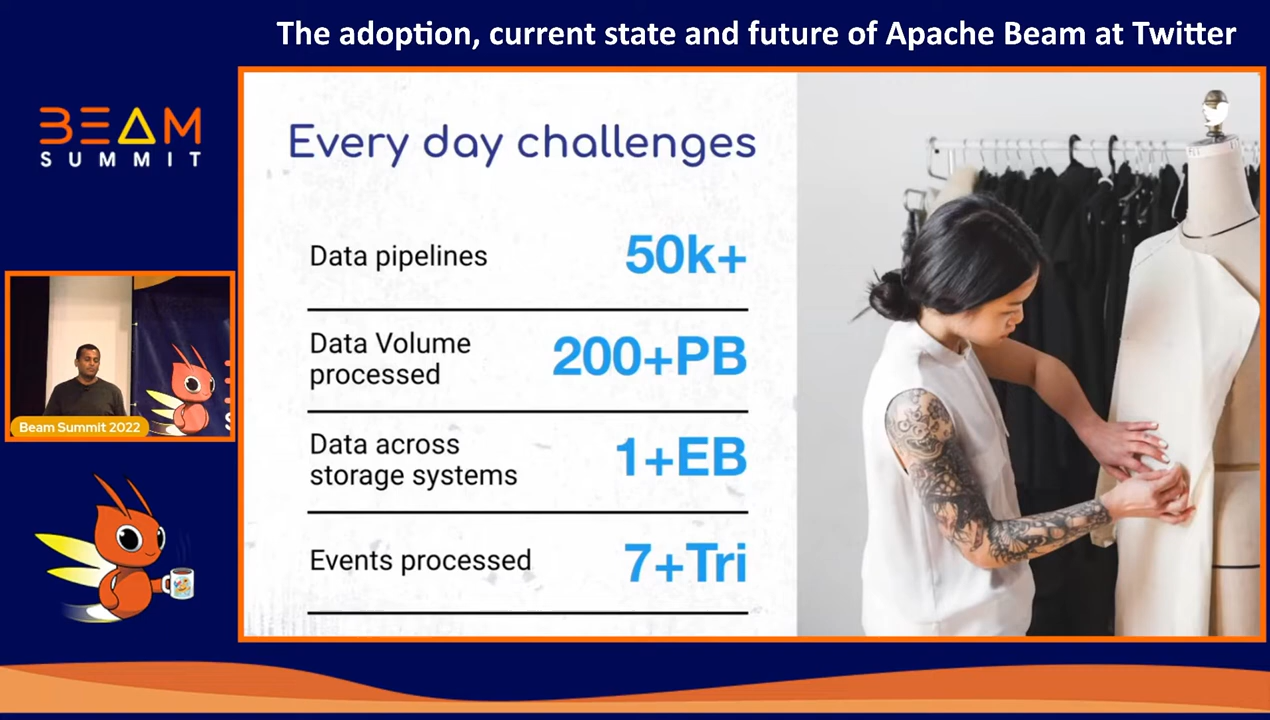 The adoption, current state and future of Apache Beam at Twitter
BEAM
SUMMIT
Every day challenges
Data pipelines 50k+
Data Volume
processed 200+PB
Data across
storage systems 1+EB
Events processed 7+Tri
Beam Summit 2022